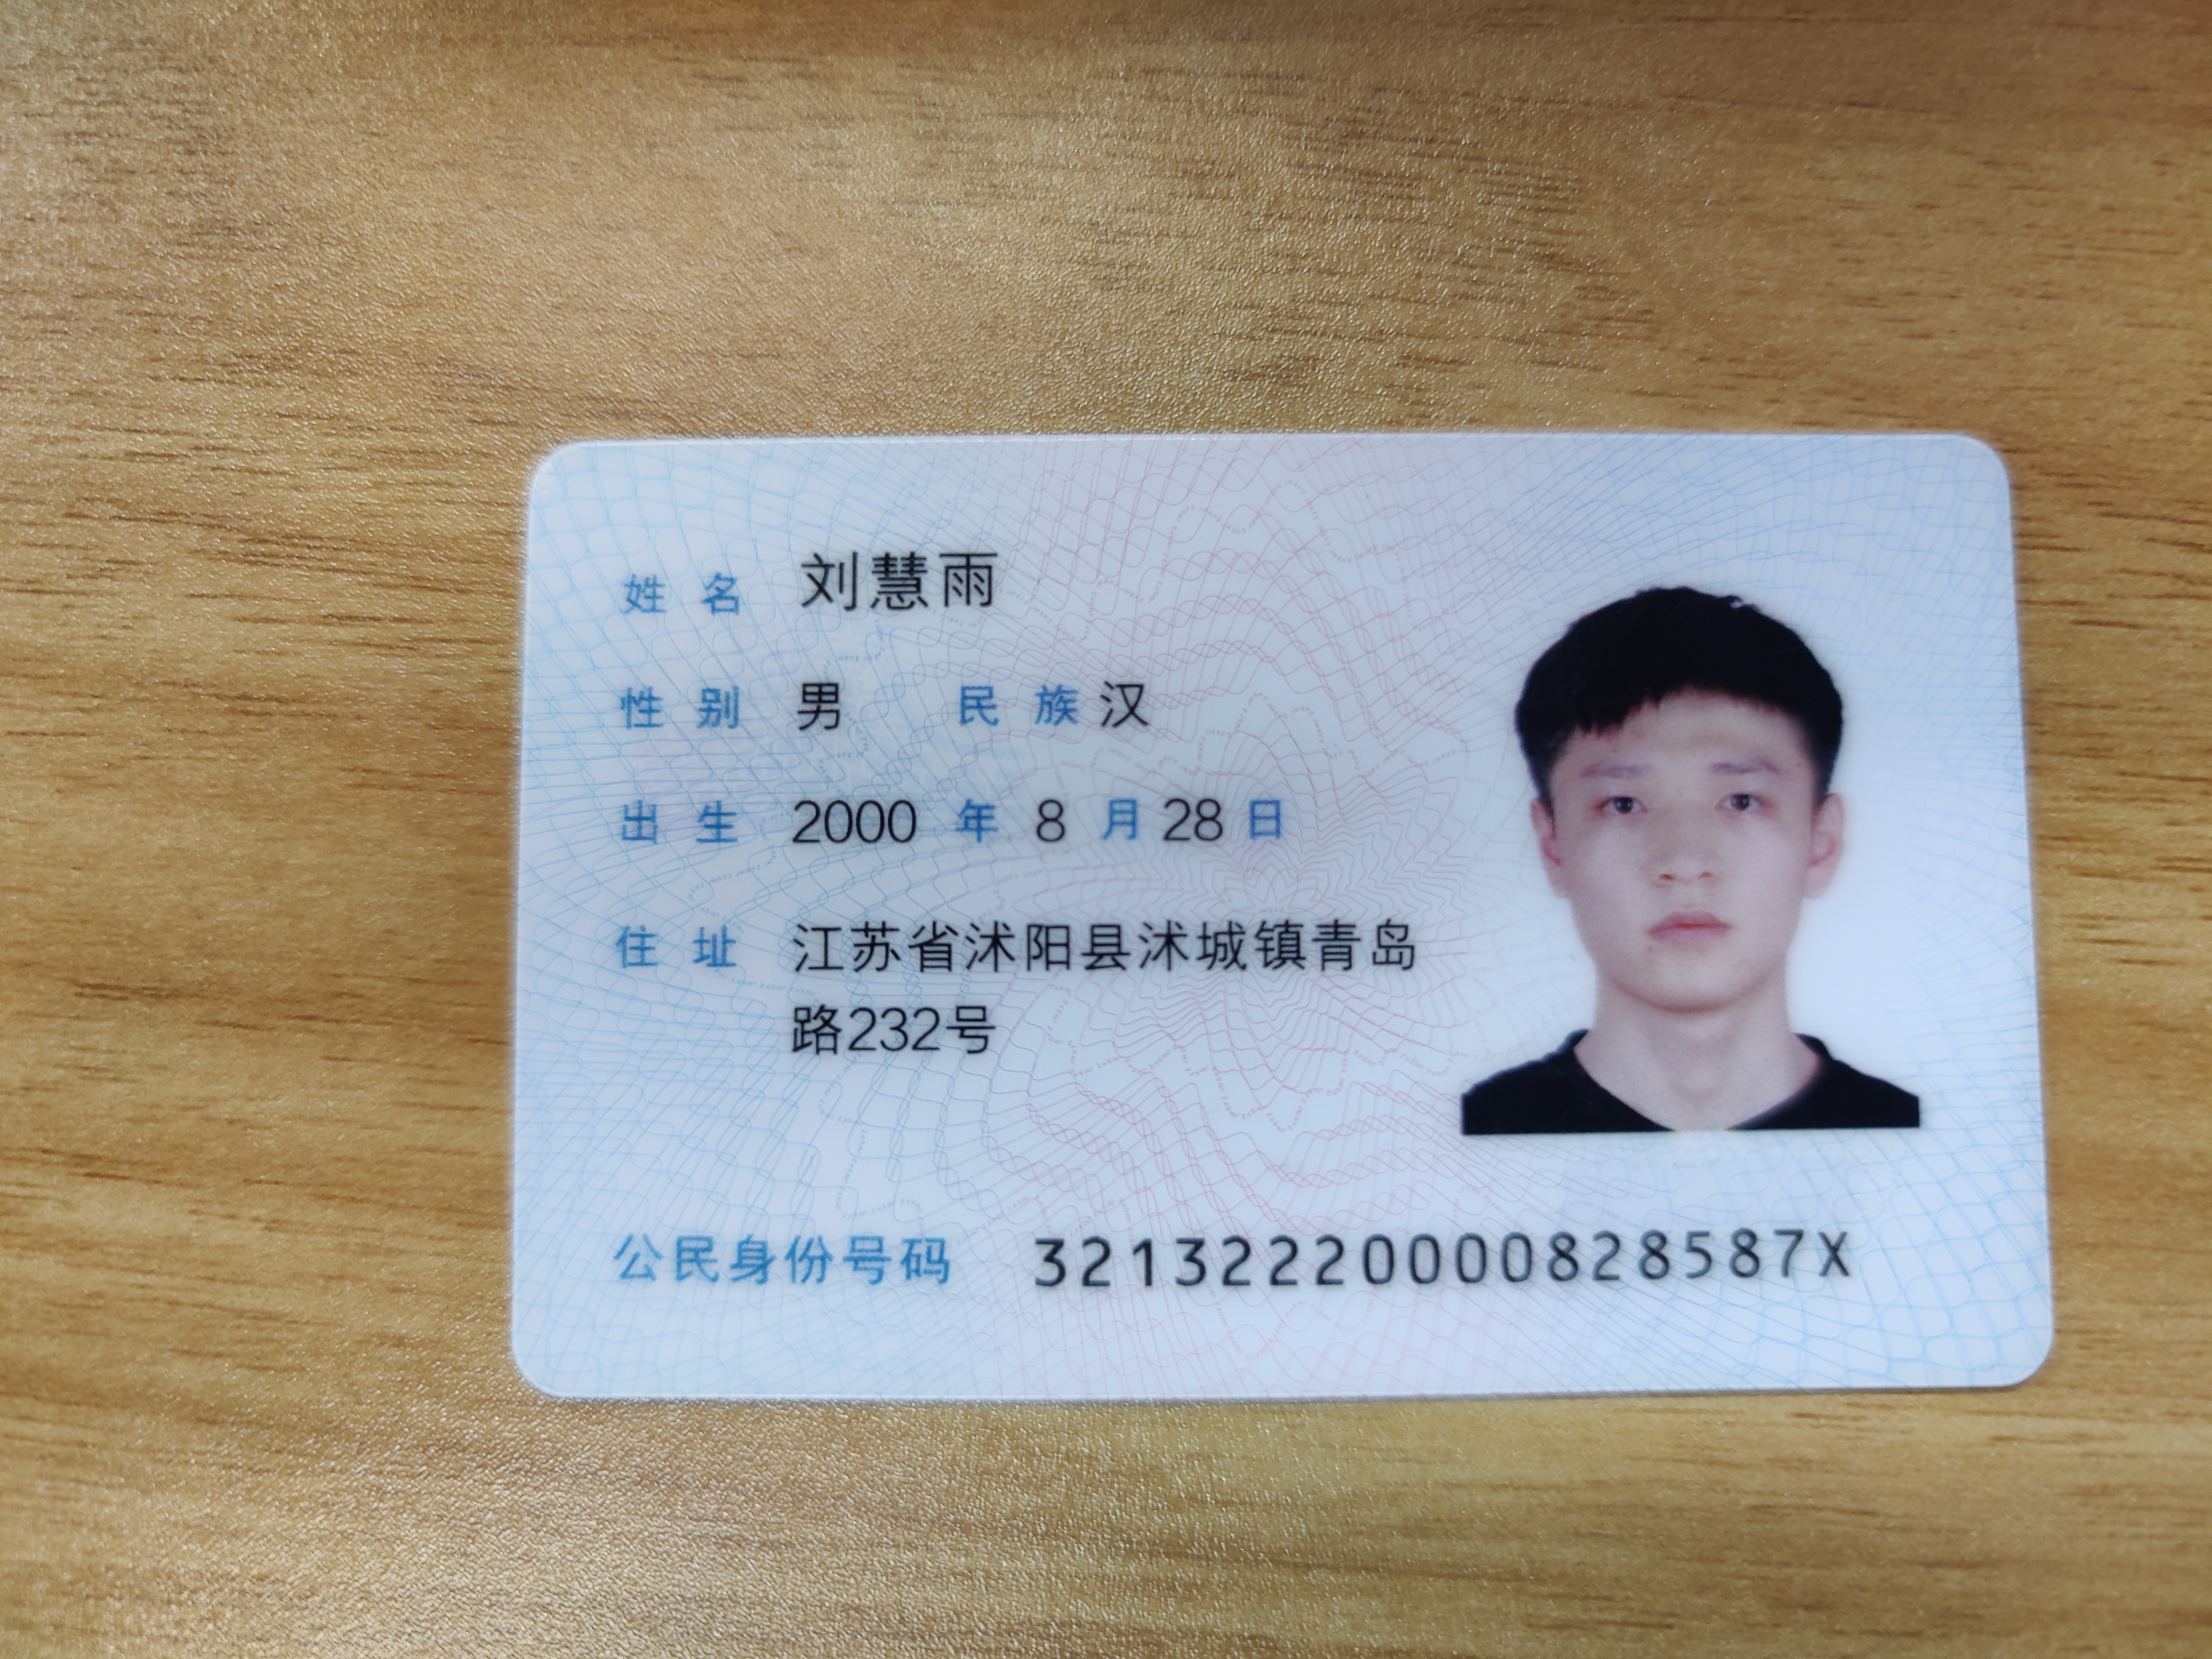 姓名 刘慧雨
性别 男 民族 汉
出生 2000 年 8 月 28 日
住址 江苏省沭阳县沭城镇青岛
路232号
公民身份号码 32132220000828587X